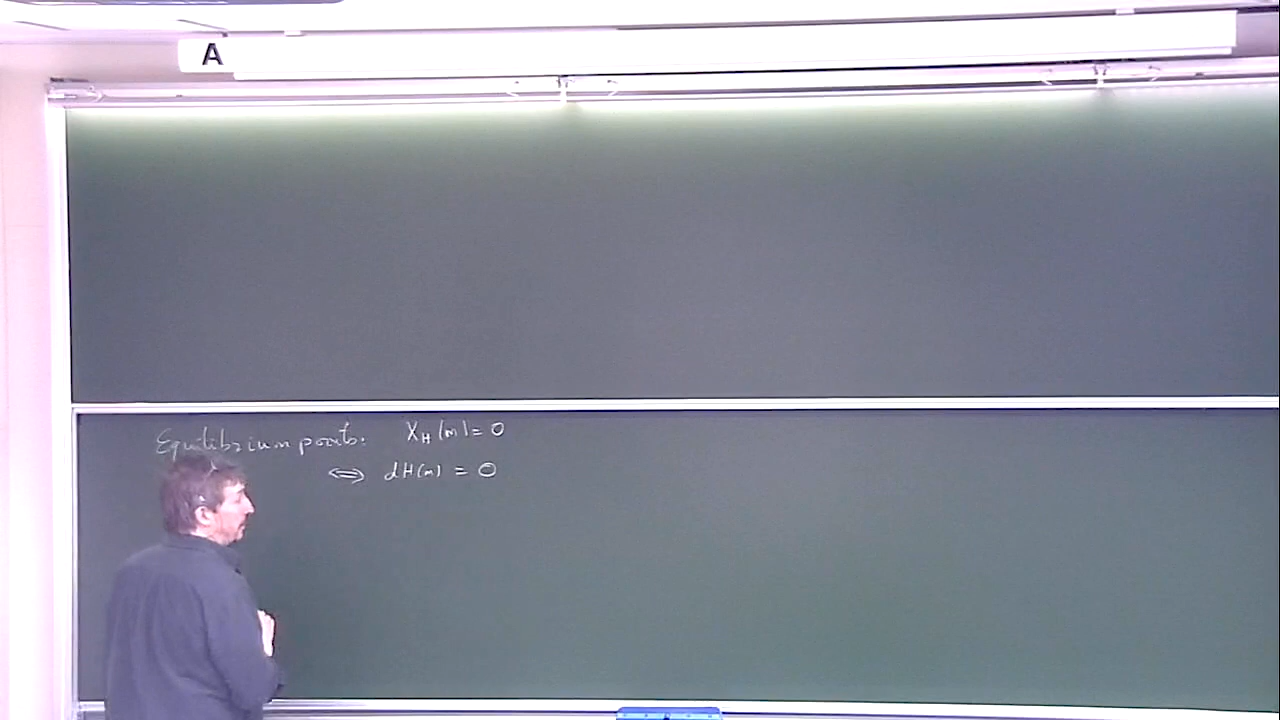 A
Equilibrium points: X_H(m) = 0
⇔ dH(m) = 0